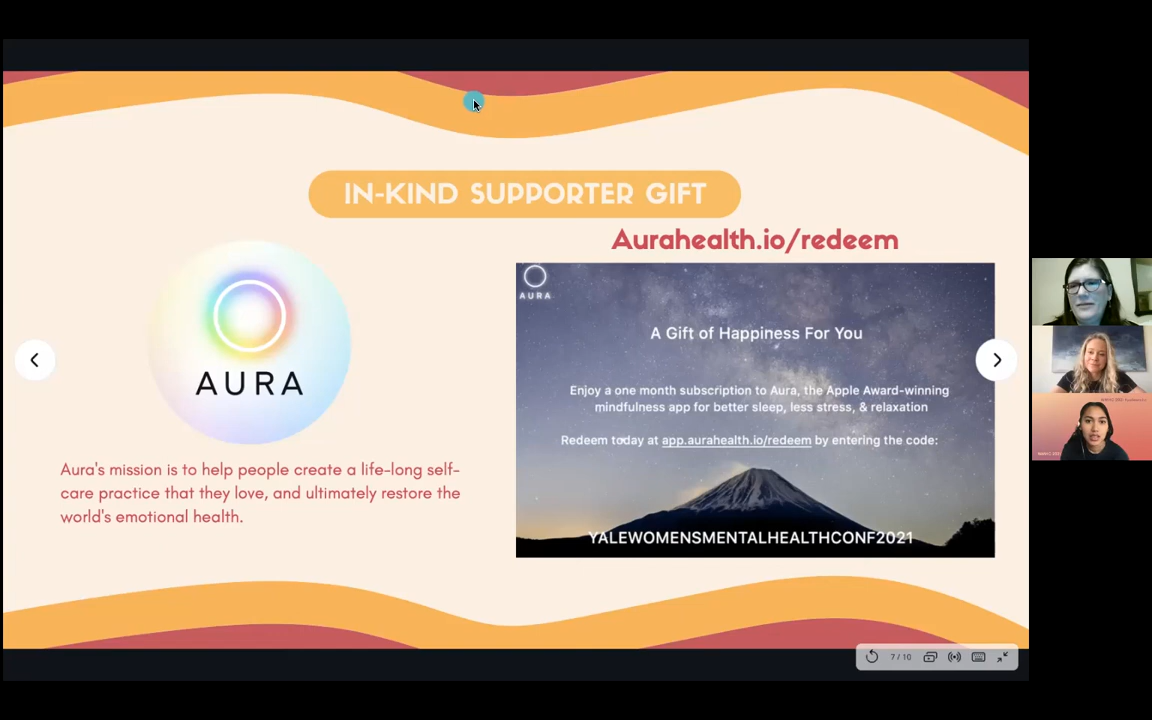 IN-KIND SUPPORTER GIFT
Aurahealth.io/redeem
AURA
Aura's mission is to help people create a life-long self-
care practice that they love, and ultimately restore the
world's emotional health.
AURA
A Gift of Happiness For You
Enjoy a one month subscription to Aura, the Apple Award-winning
mindfulness app for better sleep, less stress, & relaxation
Redeem today at app.aurahealth.io/redeem by entering the code:
YALEWOMENSMENTALHEALTHCONF2021
7 / 10